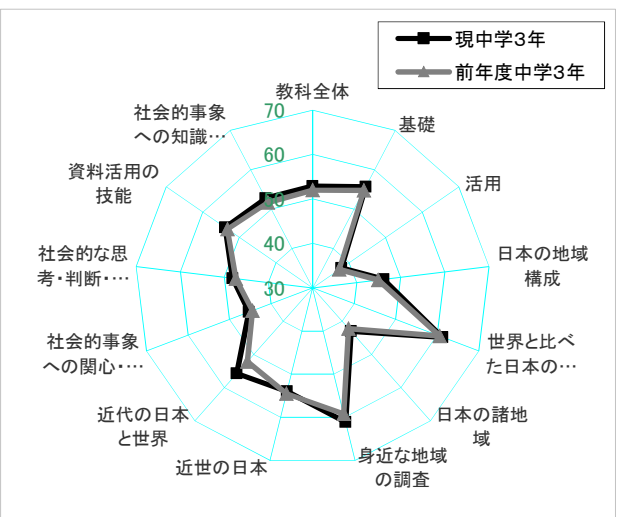 現中学3年
前年度中学3年
教科全体
基礎
活用
日本の地域
構成
世界と比べ
た日本の…
日本の諸地
域
身近な地域
の調査
近世の日本
近代の日本
と世界
社会的事象
への関心・…
社会的な思
考・判断・…
資料活用の
技能
社会的事象
への知識…
70
60
50
40
30